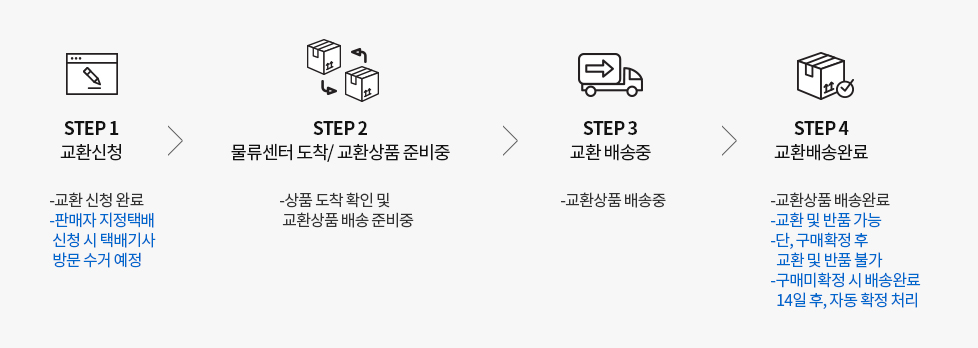 STEP 1
교환신청
-교환 신청 완료
-판매자 지정택배
신청 시 택배기사
방문 수거 예정
STEP 2
물류센터 도착/ 교환상품 준비중
-상품 도착 확인 및
교환상품 배송 준비중
STEP 3
교환 배송중
-교환상품 배송중
STEP 4
교환배송완료
-교환상품 배송완료
-교환 및 반품 가능
-단, 구매확정 후
교환 및 반품 불가
-구매미확정 시 배송완료
14일 후, 자동 확정 처리